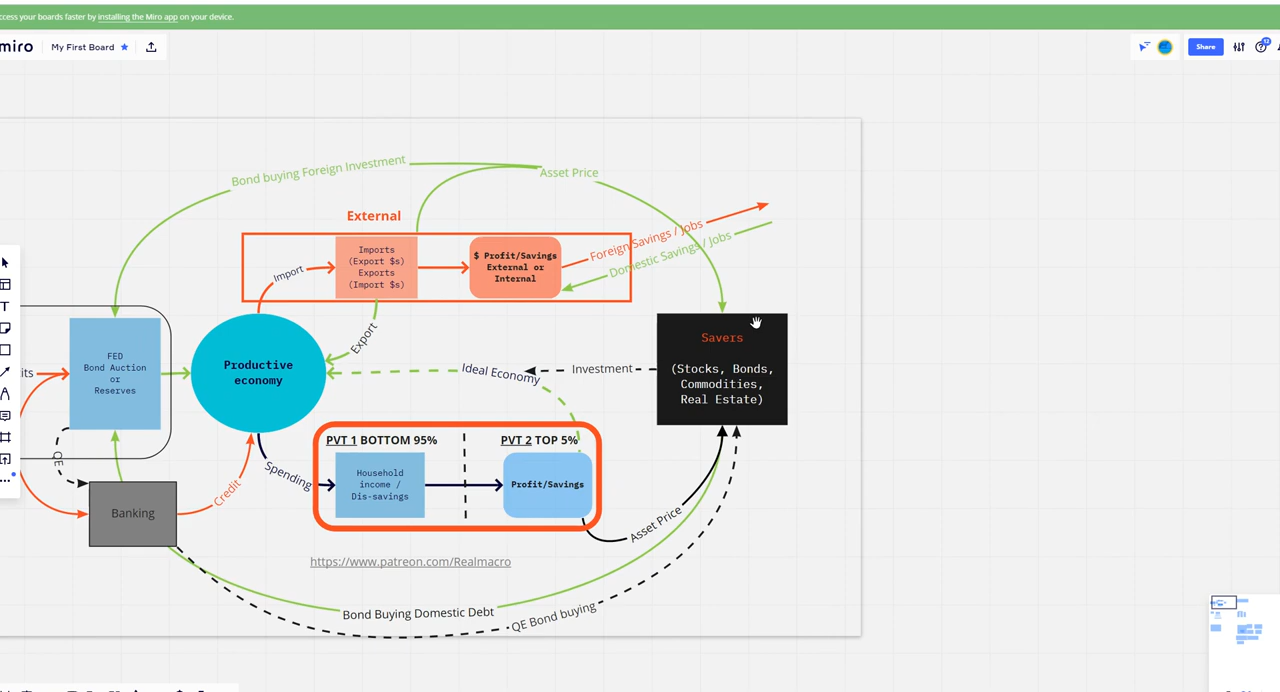 ccess your boards faster by installing the Miro app on your device.
miro
My First Board
Share
12
Bond buying Foreign Investment
Asset Price
External
Imports
(Export $s)
Exports
(Import $s)
$ Profit/Savings
External or
Internal
Foreign Savings / Jobs
Domestic Savings / Jobs
Import
Export
FED
Bond Auction
or
Reserves
its
Productive
economy
Ideal Economy
Investment
Savers
(Stocks, Bonds,
Commodities,
Real Estate)
QE
Banking
Credit
Spending
PVT 1 BOTTOM 95%
PVT 2 TOP 5%
Household
income /
Dis-savings
Profit/Savings
Asset Price
https://www.patreon.com/Realmacro
Bond Buying Domestic Debt
QE Bond buying